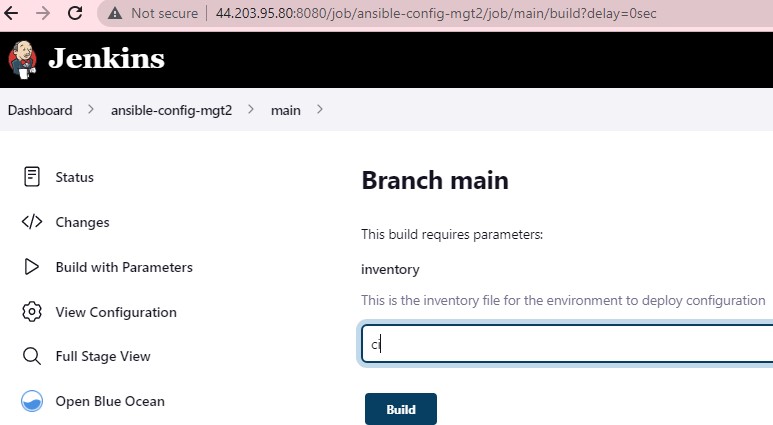 Not secure 44.203.95.80:8080/job/ansible-config-mgt2/job/main/build?delay=0sec
Jenkins
Dashboard ansible-config-mgt2 main
Status
Changes
Build with Parameters
View Configuration
Full Stage View
Open Blue Ocean
Branch main
This build requires parameters:
inventory
This is the inventory file for the environment to deploy configuration
ci
Build